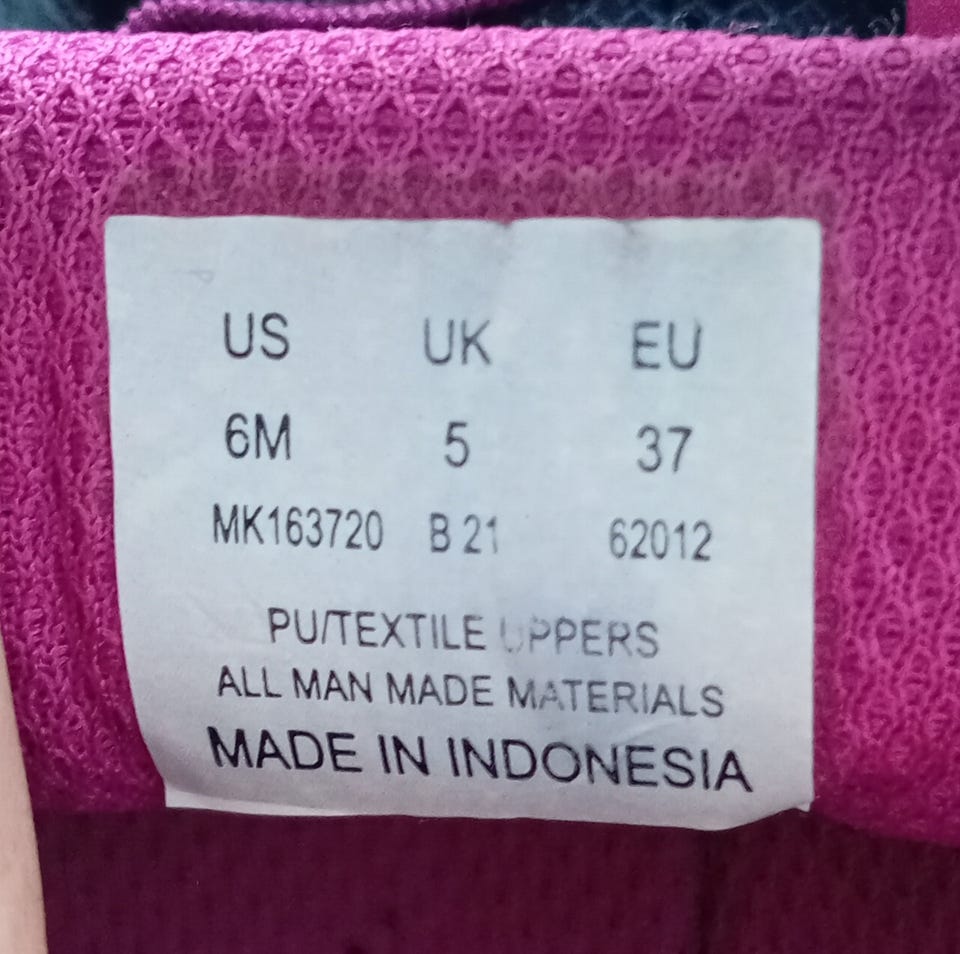 US UK EU
6M 5 37
MK163720 B 21 62012
PU/TEXTILE UPPERS
ALL MAN MADE MATERIALS
MADE IN INDONESIA